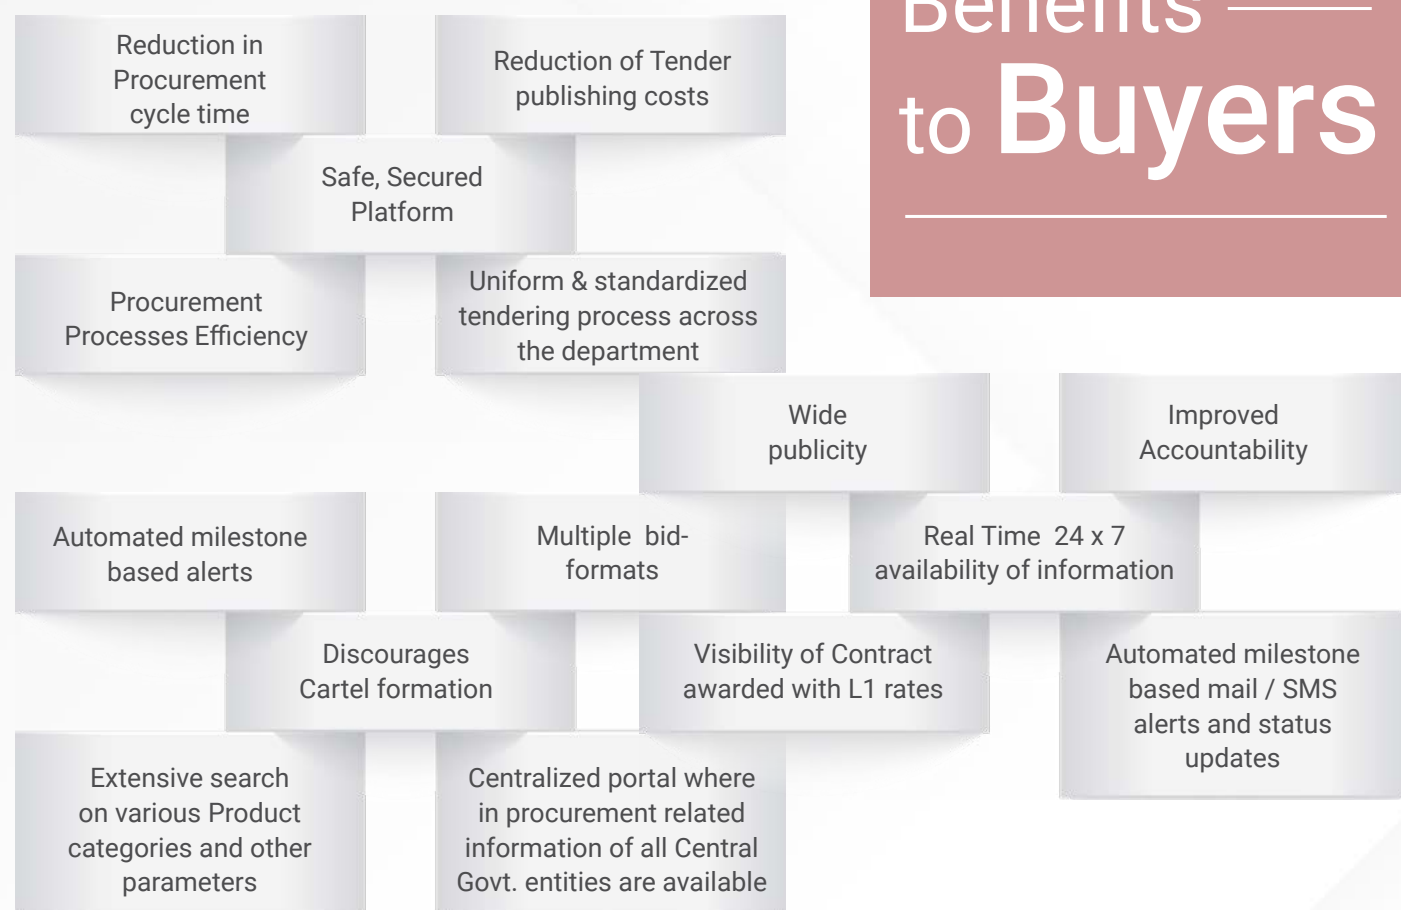 Benefits
to Buyers
Reduction in
Procurement
cycle time
Reduction of Tender
publishing costs
Safe, Secured
Platform
Procurement
Processes Efficiency
Uniform & standardized
tendering process across
the department
Wide
publicity
Improved
Accountability
Automated milestone
based alerts
Multiple  bid-
formats
Real Time  24 x 7
availability of information
Discourages
Cartel formation
Visibility of Contract
awarded with L1 rates
Automated milestone
based mail / SMS
alerts and status
updates
Extensive search
on various Product
categories and other
parameters
Centralized portal where
in procurement related
information of all Central
Govt. entities are available